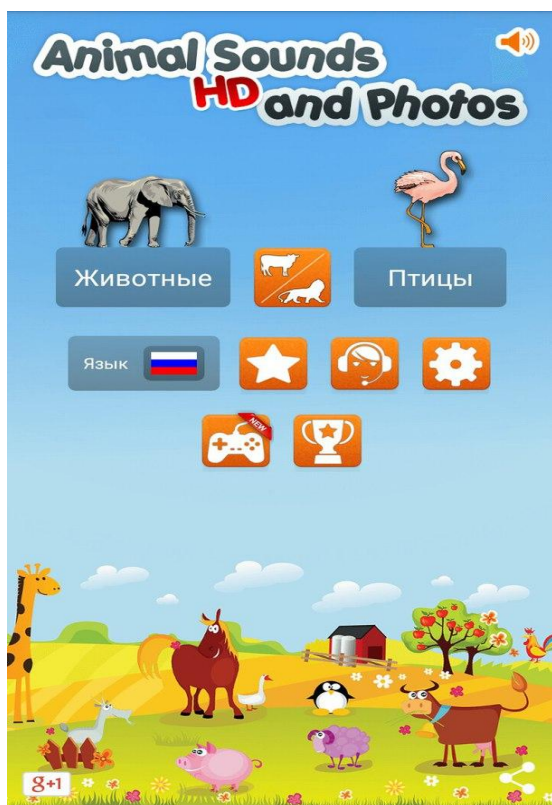 Animal Sounds
HD and Photos
Животные
Птицы
Язык
NEW
g+1